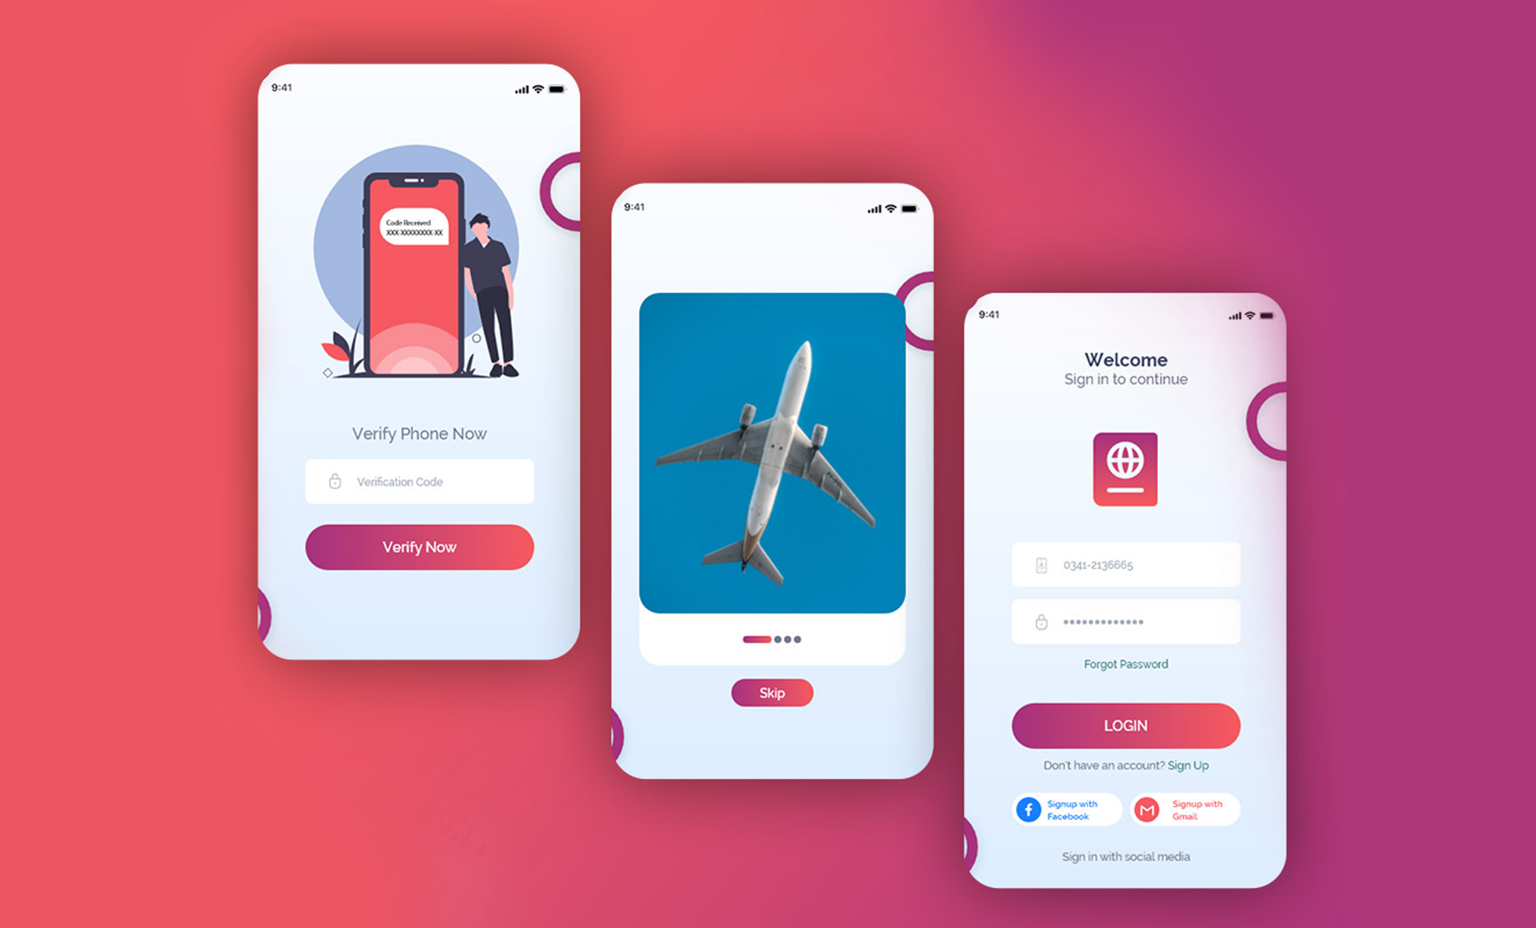 9:41
Code Received
XXX XXXXXXXX XX
Verify Phone Now
Verification Code
Verify Now
9:41
Skip
9:41
Welcome
Sign in to continue
0341-2136665
Forgot Password
LOGIN
Don't have an account? Sign Up
Signup with
Facebook
Signup with
Gmail
Sign in with social media